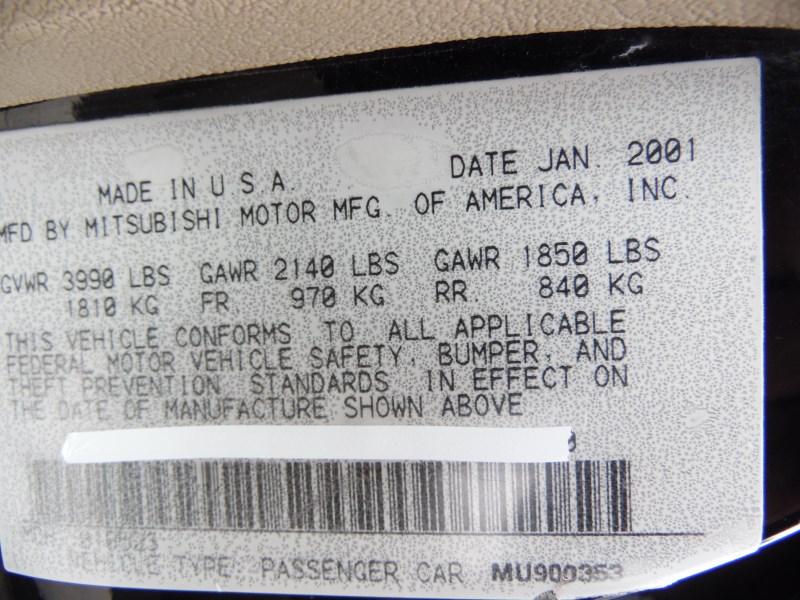 MADE IN U S A. DATE JAN. 2001
MFD BY MITSUBISHI MOTOR MFG. OF AMERICA, INC.
GVWR 3990 LBS GAWR 2140 LBS GAWR 1850 LBS
1810 KG FR 970 KG RR. 840 KG
THIS VEHICLE CONFORMS TO ALL APPLICABLE
FEDERAL MOTOR VEHICLE SAFETY, BUMPER, AND
THEFT PREVENTION STANDARDS IN EFFECT ON
THE DATE OF MANUFACTURE SHOWN ABOVE
VEHICLE TYPE: PASSENGER CAR MU900353